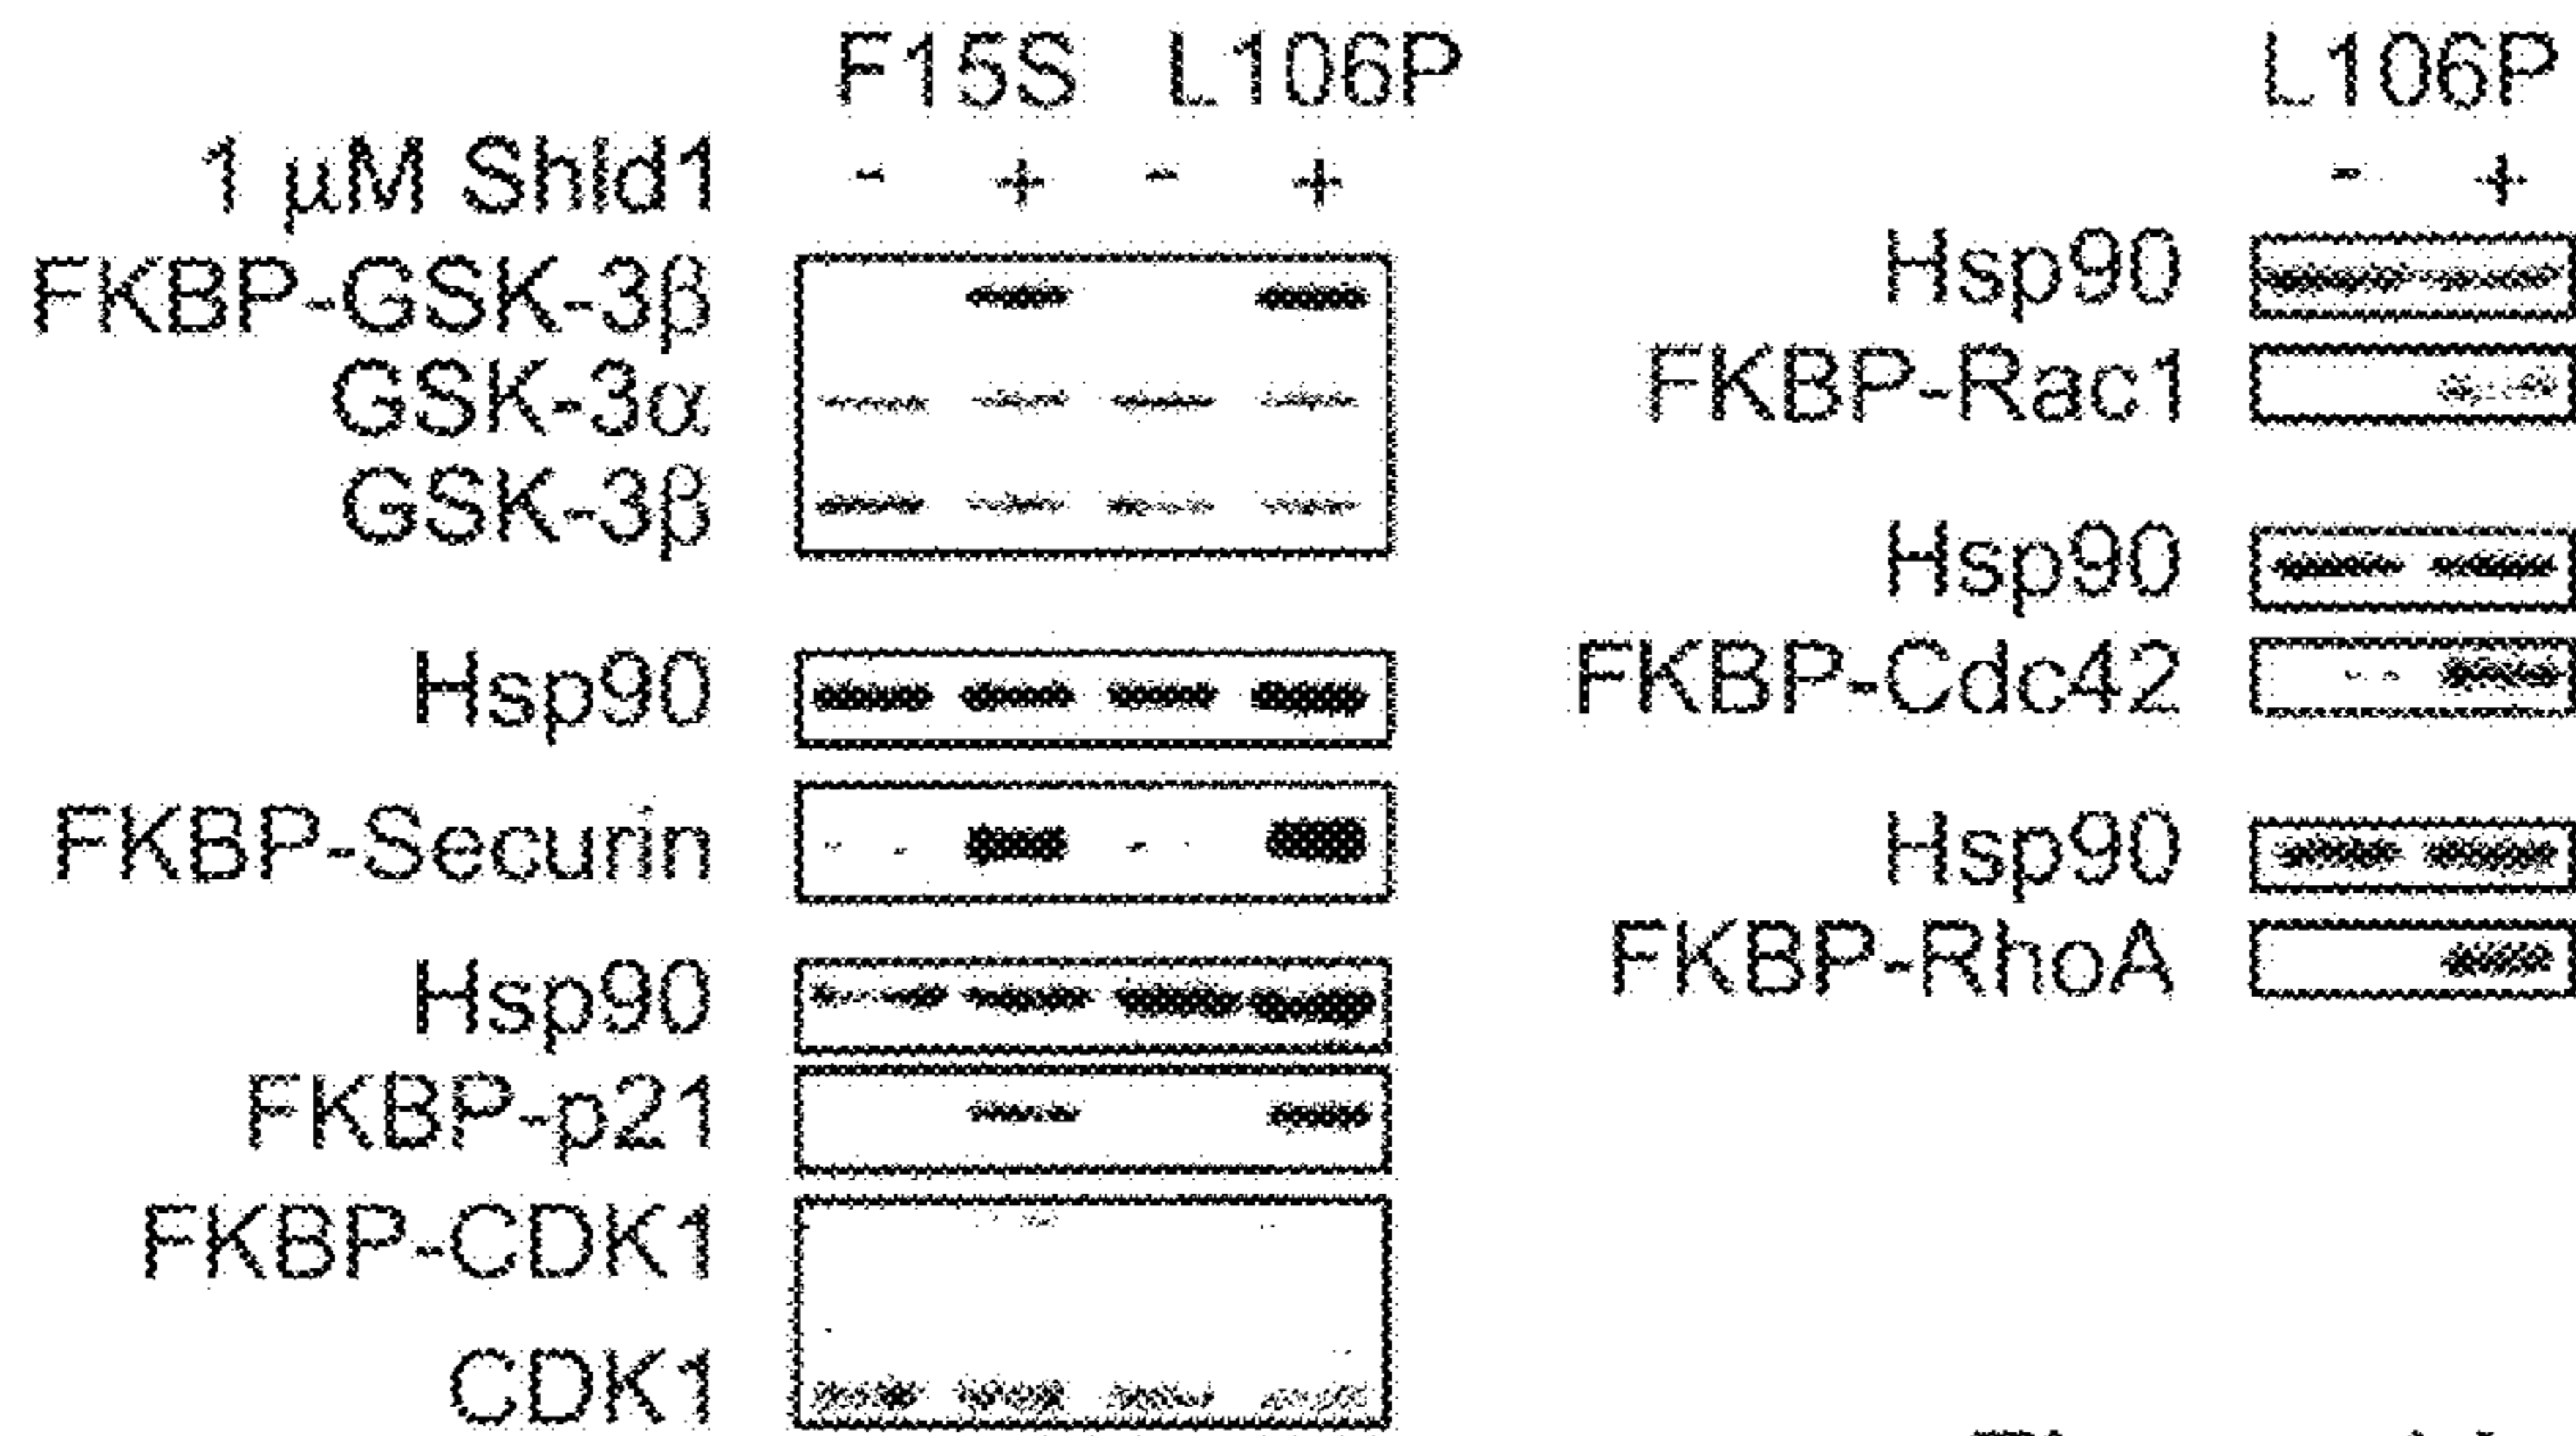 F15S L106P
1 µM Shld1 - + - +
FKBP-GSK-3β
GSK-3α
GSK-3β
Hsp90
FKBP-Securin
Hsp90
FKBP-p21
FKBP-CDK1
CDK1
L106P
- +
Hsp90
FKBP-Rac1
Hsp90
FKBP-Cdc42
Hsp90
FKBP-RhoA